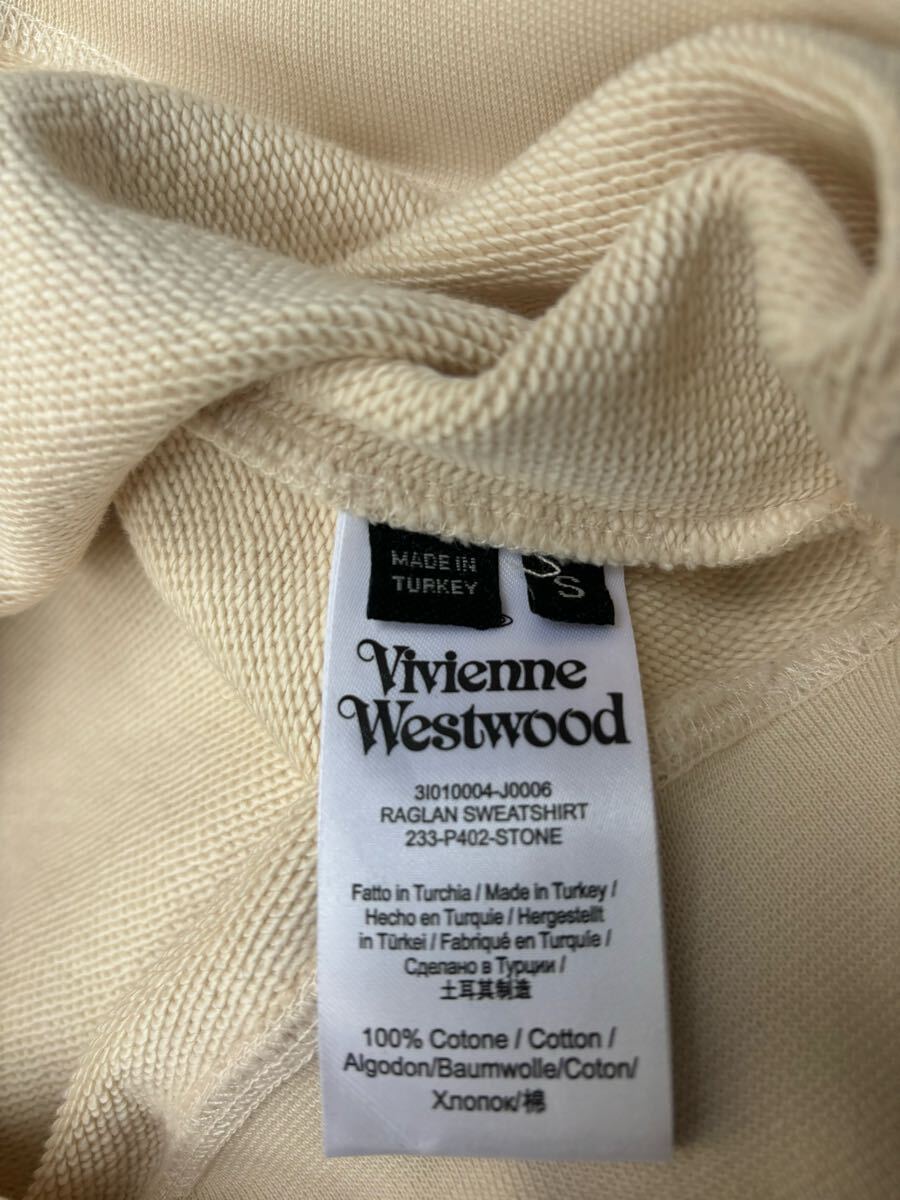 MADE IN
TURKEY
S
S
Vivienne
Westwood
3I010004-J0006
RAGLAN SWEATSHIRT
233-P402-STONE
Fatto in Turchia / Made in Turkey /
Hecho en Turquie / Hergestellt
in Türkei / Fabriqué en Turquie /
Сделано в Турции /
土耳其制造
100% Cotone / Cotton /
Algodon/Baumwolle/Coton/
Хлопок/棉